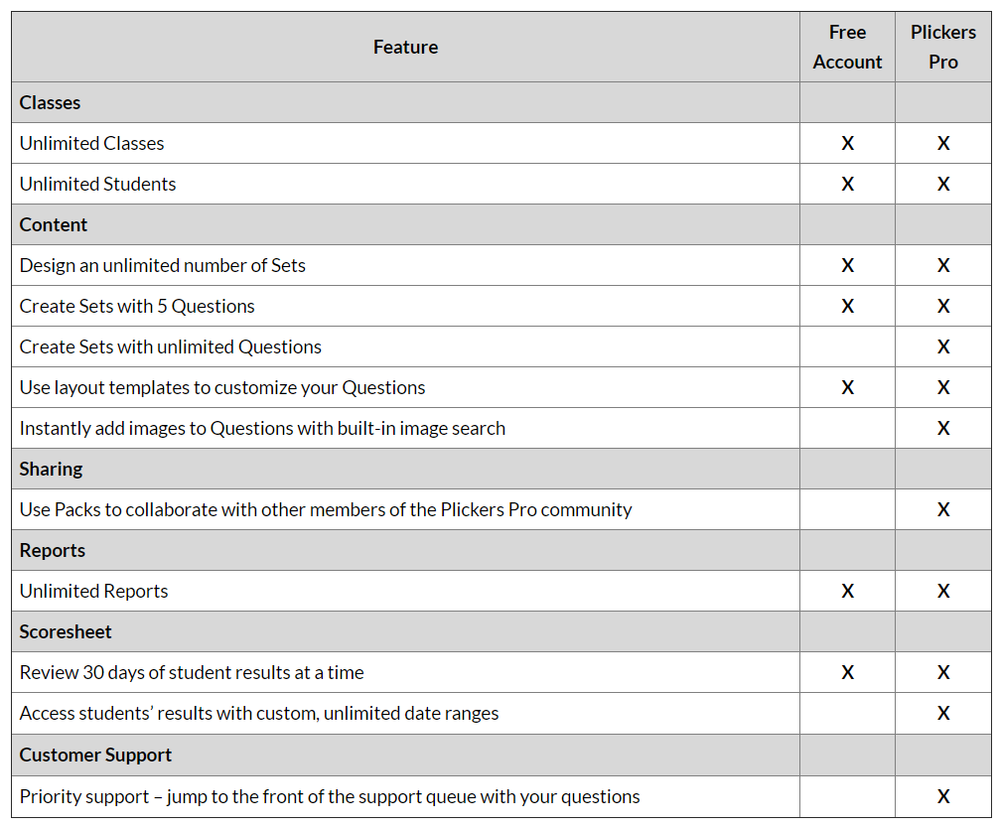 Feature Free Account Plickers Pro
Classes
Unlimited Classes X X
Unlimited Students X X
Content
Design an unlimited number of Sets X X
Create Sets with 5 Questions X X
Create Sets with unlimited Questions X
Use layout templates to customize your Questions X X
Instantly add images to Questions with built-in image search X
Sharing
Use Packs to collaborate with other members of the Plickers Pro community X
Reports
Unlimited Reports X X
Scoresheet
Review 30 days of student results at a time X X
Access students’ results with custom, unlimited date ranges X
Customer Support
Priority support – jump to the front of the support queue with your questions X